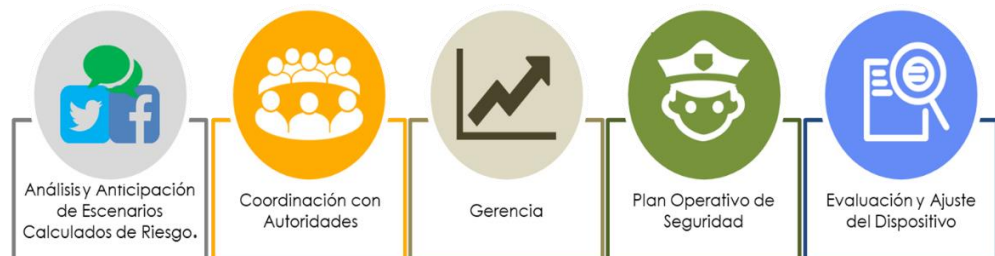 Análisis y Anticipación
de Escenarios
Calculados de Riesgo.
Coordinación con
Autoridades
Gerencia
Plan Operativo de
Seguridad
Evaluación y Ajuste
del Dispositivo